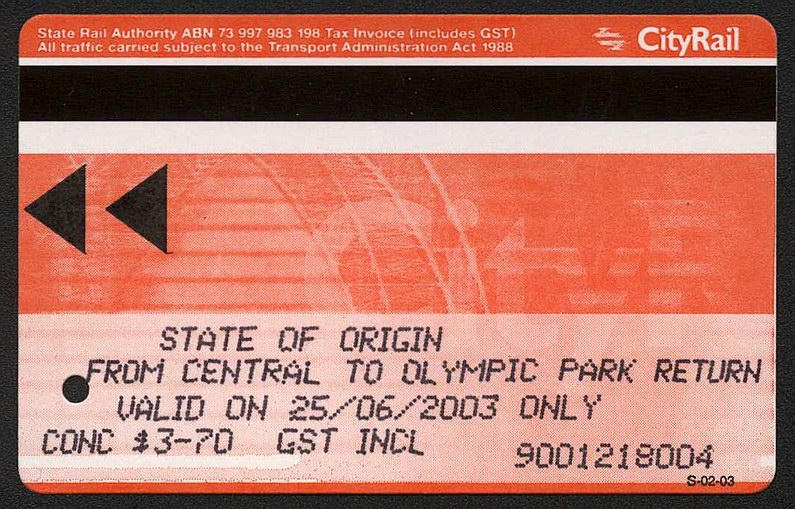 State Rail Authority ABN 73 997 983 198 Tax Invoice (includes GST)
All traffic carried subject to the Transport Administration Act 1988
CityRail
CityR
STATE OF ORIGIN
FROM CENTRAL TO OLYMPIC PARK RETURN
VALID ON 25/06/2003 ONLY
CONC $3-70 GST INCL
9001218004
S-02-03